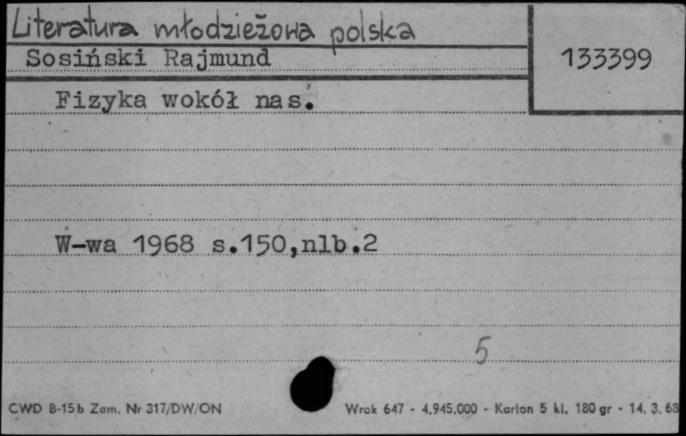 Literatura młodzieżowa polska
Sosiński Rajmund
133399
Fizyka wokół nas.
W-wa 1968 s.150,nlb.2
5
CWD B-15b Zam. Nr 317/DW/ON
Wrok 647 - 4.945.000 - Karton 5 kl. 180 gr - 14. 3. 68